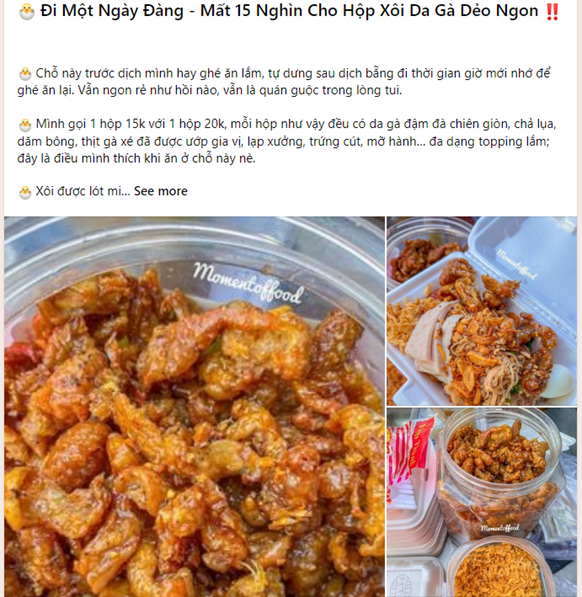 🐣 Đi Một Ngày Đàng - Mất 15 Nghìn Cho Hộp Xôi Da Gà Dẻo Ngon ‼️
🐣 Chỗ này trước dịch mình hay ghé ăn lắm, tự dưng sau dịch bẵng đi thời gian giờ mới nhớ để
ghé ăn lại. Vẫn ngon rẻ như hồi nào, vẫn là quán guộc trong lòng tui.
🐣 Mình gọi 1 hộp 15k với 1 hộp 20k, mỗi hộp như vậy đều có da gà đậm đà chiên giòn, chả lụa,
dăm bông, thịt gà xé đã được ướp gia vị, lạp xưởng, trứng cút, mỡ hành... đa dạng topping lắm;
đây là điều mình thích khi ăn ở chỗ này nè.
🐣 Xôi được lót mi... See more
Momentoffood
Momentoffood
Momentoffood